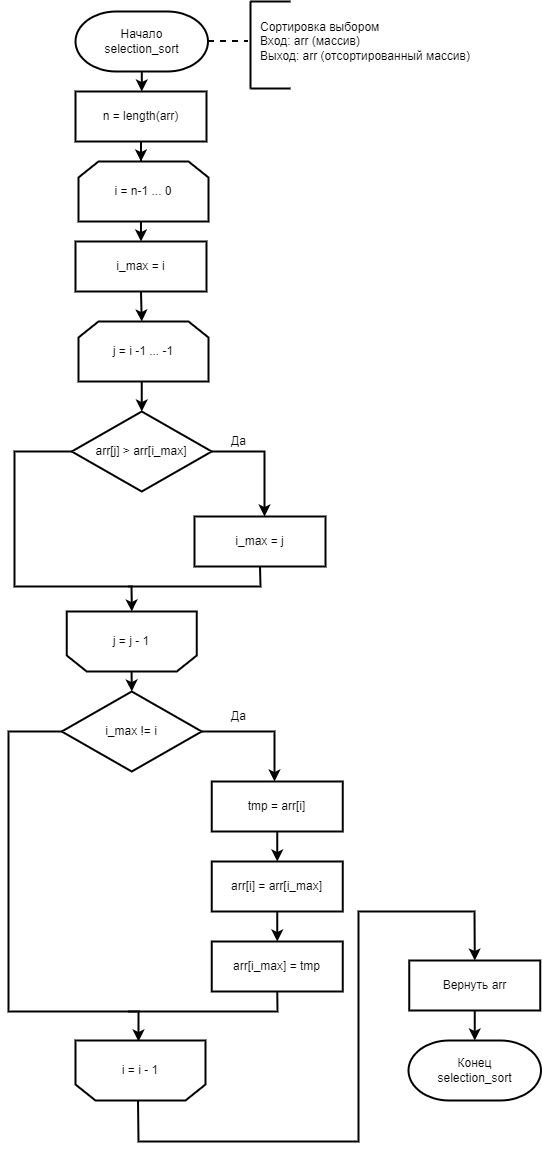 Начало
selection_sort
Сортировка выбором
Вход: arr (массив)
Выход: arr (отсортированный массив)
n = length(arr)
i = n-1 ... 0
i_max = i
j = i -1 ... -1
arr[j] > arr[i_max]
Да
i_max = j
j = j - 1
i_max != i
Да
tmp = arr[i]
arr[i] = arr[i_max]
arr[i_max] = tmp
i = i - 1
Вернуть arr
Конец
selection_sort